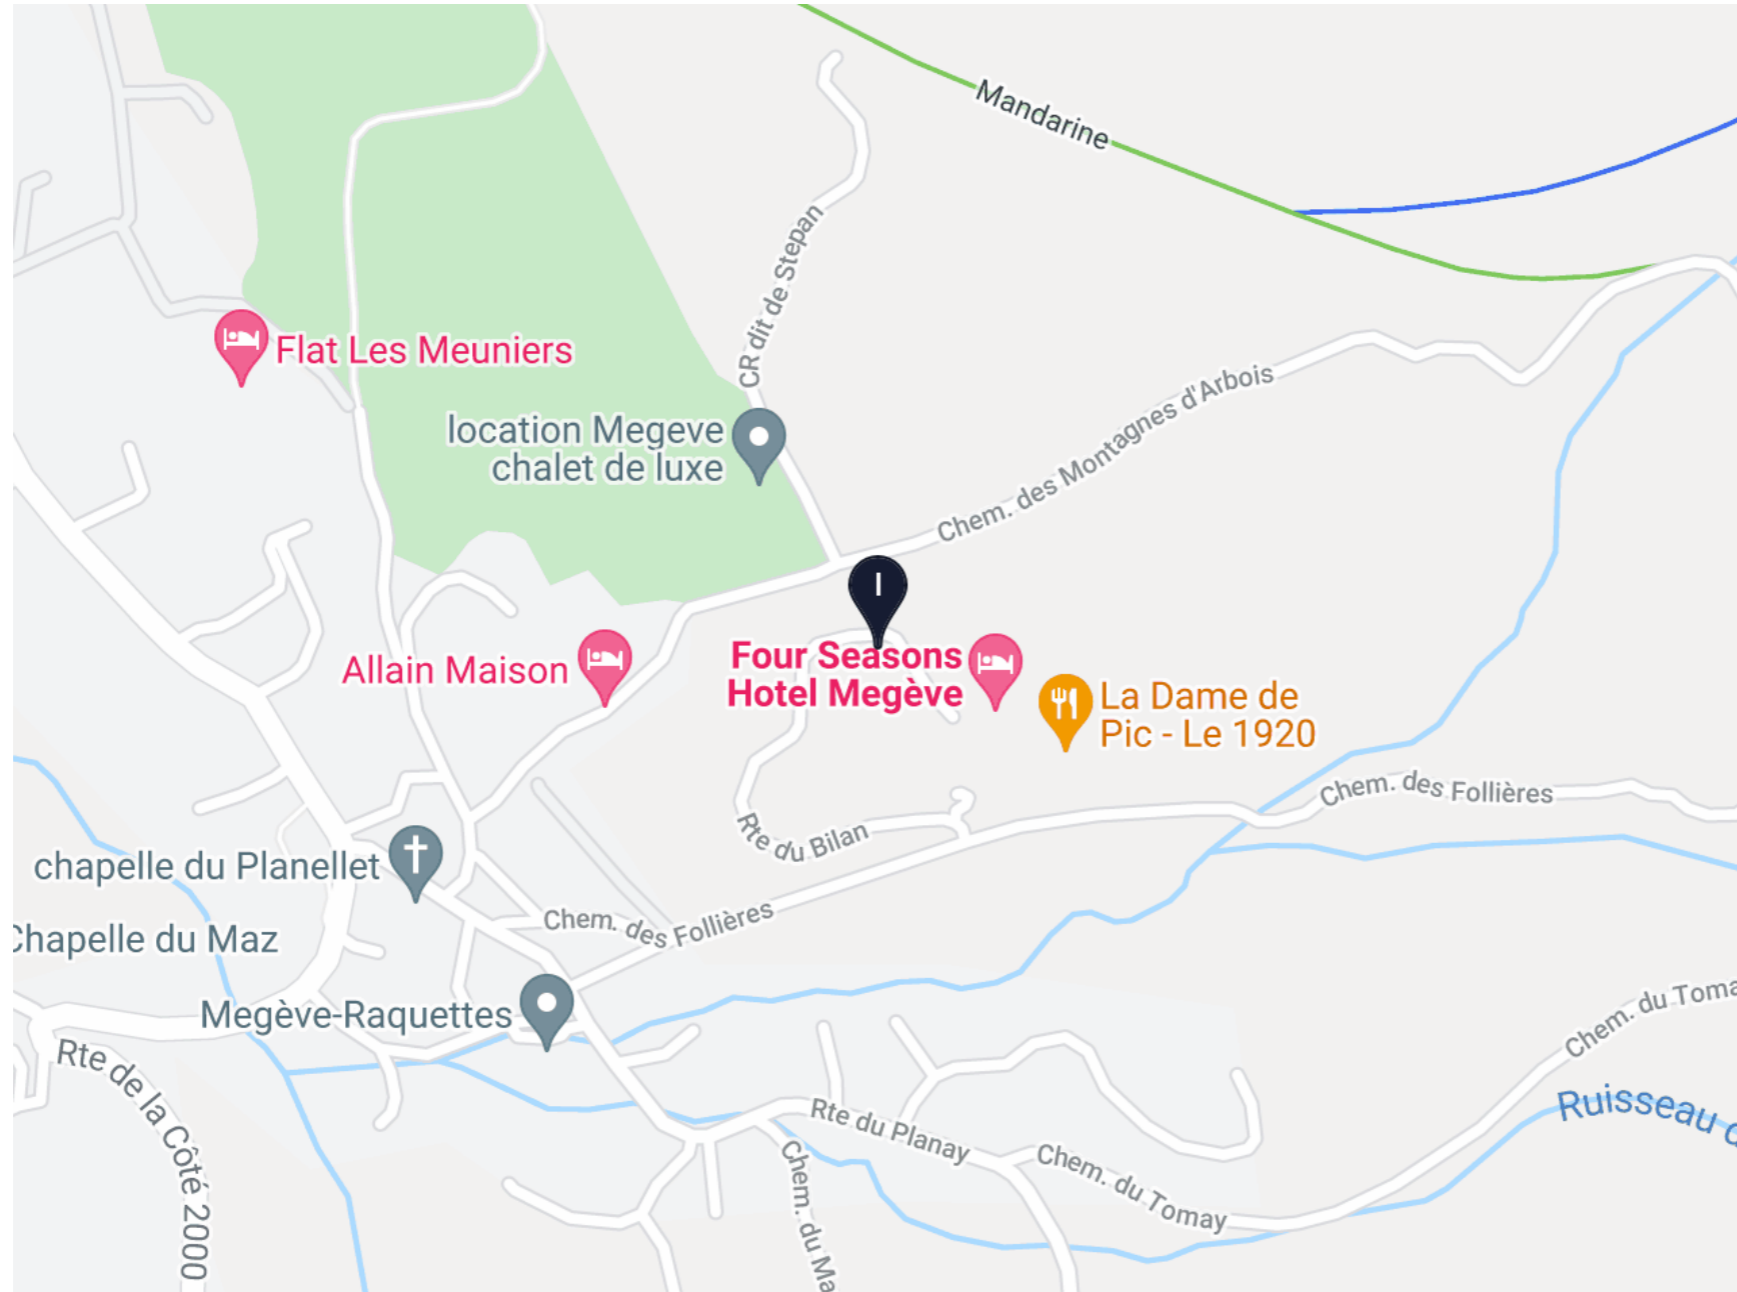 Mandarine
CR dit de Stepan
Flat Les Meuniers
Chem. des Montagnes d'Arbois
location Megeve
chalet de luxe
I
Allain Maison
Four Seasons
Hotel Megève
La Dame de
Pic - Le 1920
Chem. des Follières
Rte du Bilan
chapelle du Planellet
Chem. des Follières
Chapelle du Maz
Megève-Raquettes
Chem. du Toma
Rte de la Côté 2000
Ruisseau d
Rte du Planay
Chem. du Tomay
Chem. du Ma